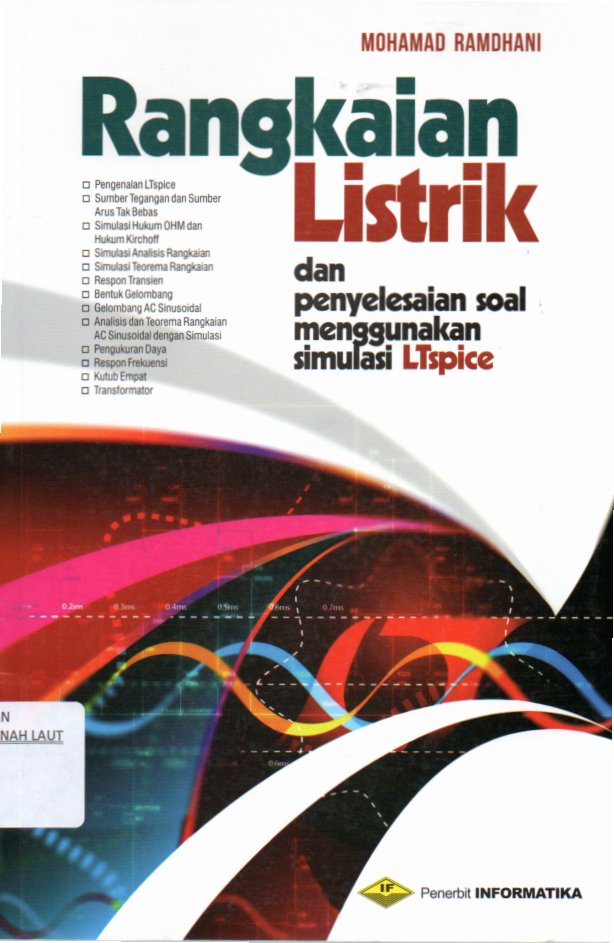 MOHAMAD RAMDHANI
Rangkaian
Listrik
dan
penyelesaian soal
menggunakan
simulasi LTspice
□ Pengenalan LTspice
□ Sumber Tegangan dan Sumber
Arus Tak Bebas
□ Simulasi Hukum OHM dan
Hukum Kirchoff
□ Simulasi Analisis Rangkaian
□ Simulasi Teorema Rangkaian
□ Respon Transien
□ Bentuk Gelombang
□ Gelombang AC Sinusoidal
□ Analisis dan Teorema Rangkaian
AC Sinusoidal dengan Simulasi
□ Pengukuran Daya
□ Respon Frekuensi
□ Kutub Empat
□ Transformator
0.2ms 0.3ms 0.4ms 0.5ms 0.6ms 0.7ms
AN
NAH LAUT
0.6ms
IF
Penerbit INFORMATIKA